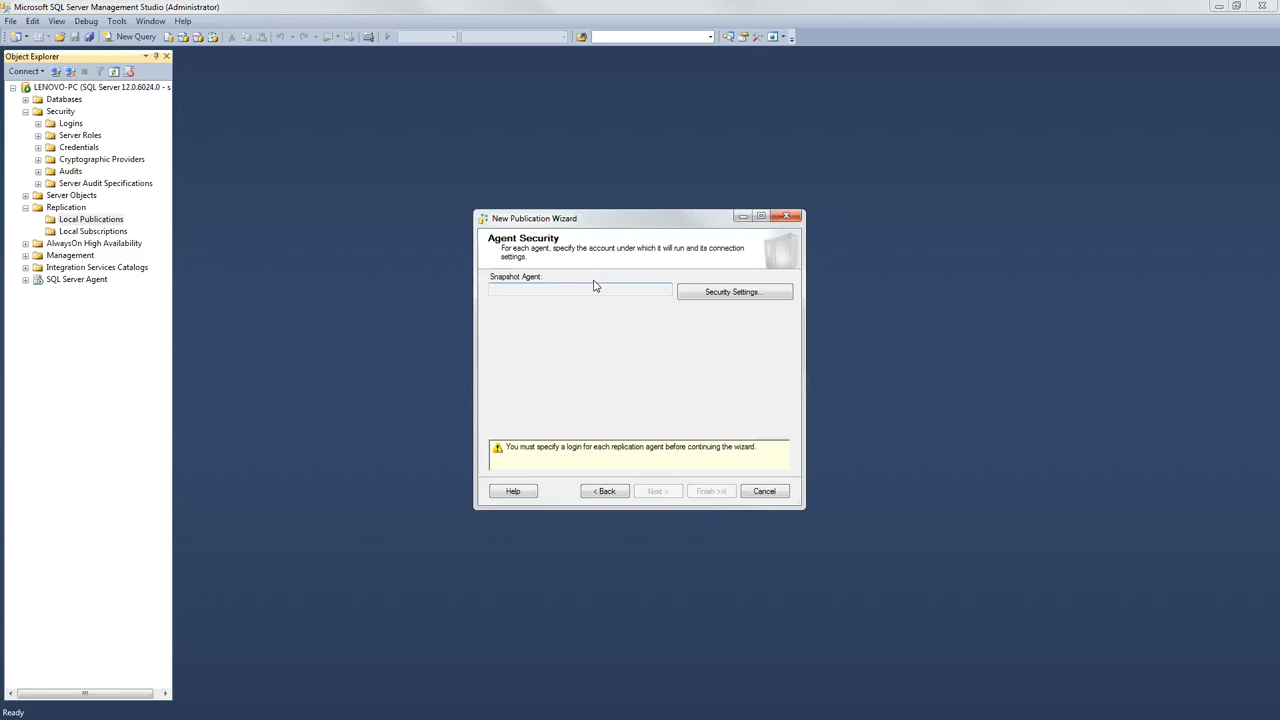 Microsoft SQL Server Management Studio (Administrator)
File Edit View Debug Tools Window Help
New Query
Object Explorer
Connect
LENOVO-PC (SQL Server 12.0.6024.0 - s
Databases
Security
Logins
Server Roles
Credentials
Cryptographic Providers
Audits
Server Audit Specifications
Server Objects
Replication
Local Publications
Local Subscriptions
AlwaysOn High Availability
Management
Integration Services Catalogs
SQL Server Agent
New Publication Wizard
Agent Security
For each agent, specify the account under which it will run and its connection
settings.
Snapshot Agent:
Security Settings...
You must specify a login for each replication agent before continuing the wizard.
Help < Back Next > Finish >>| Cancel
Ready